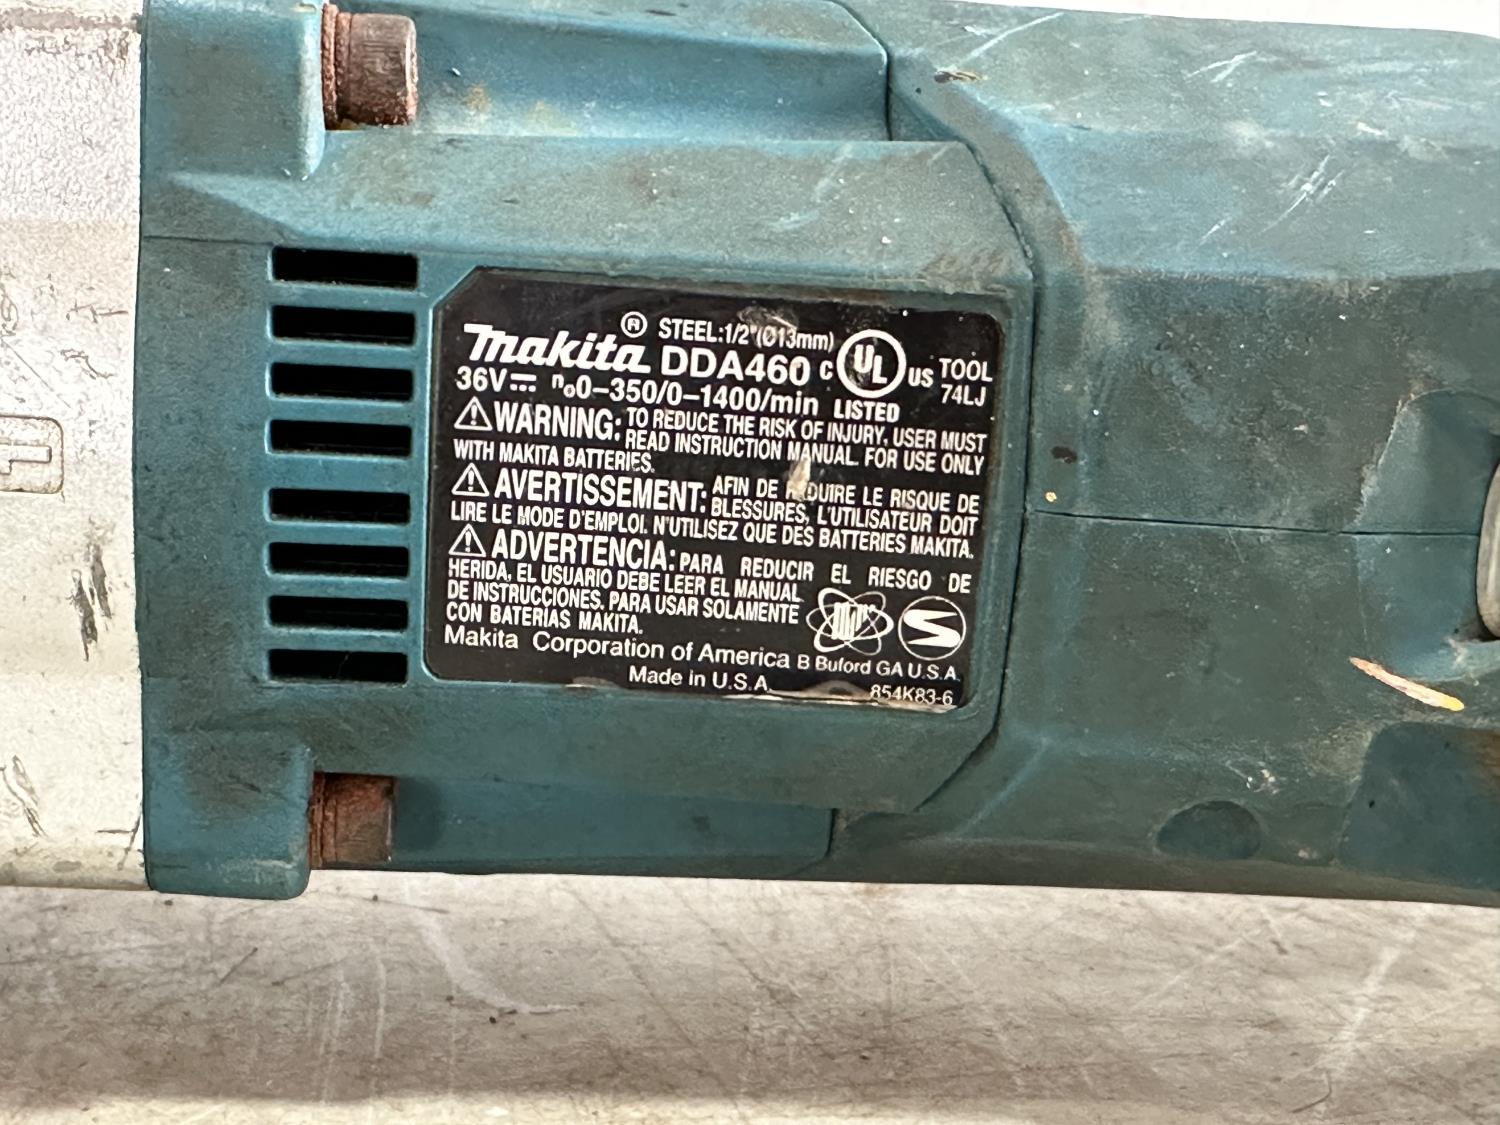 makita ® STEEL:1/2"(Ø13mm)
DDA460 C UL US LISTED TOOL 74LJ
36V n₀0-350/0-1400/min
WARNING: TO REDUCE THE RISK OF INJURY, USER MUST
READ INSTRUCTION MANUAL. FOR USE ONLY
WITH MAKITA BATTERIES.
AVERTISSEMENT: AFIN DE DUIRE LE RISQUE DE
BLESSURES, L'UTILISATEUR DOIT
LIRE LE MODE D'EMPLOI. N'UTILISEZ QUE DES BATTERIES MAKITA.
ADVERTENCIA: PARA REDUCIR EL RIESGO DE
HERIDA, EL USUARIO DEBE LEER EL MANUAL
DE INSTRUCCIONES. PARA USAR SOLAMENTE
CON BATERÍAS MAKITA.
Makita Corporation of America B Buford GA U.S.A.
Made in U.S.A.
854K83-6